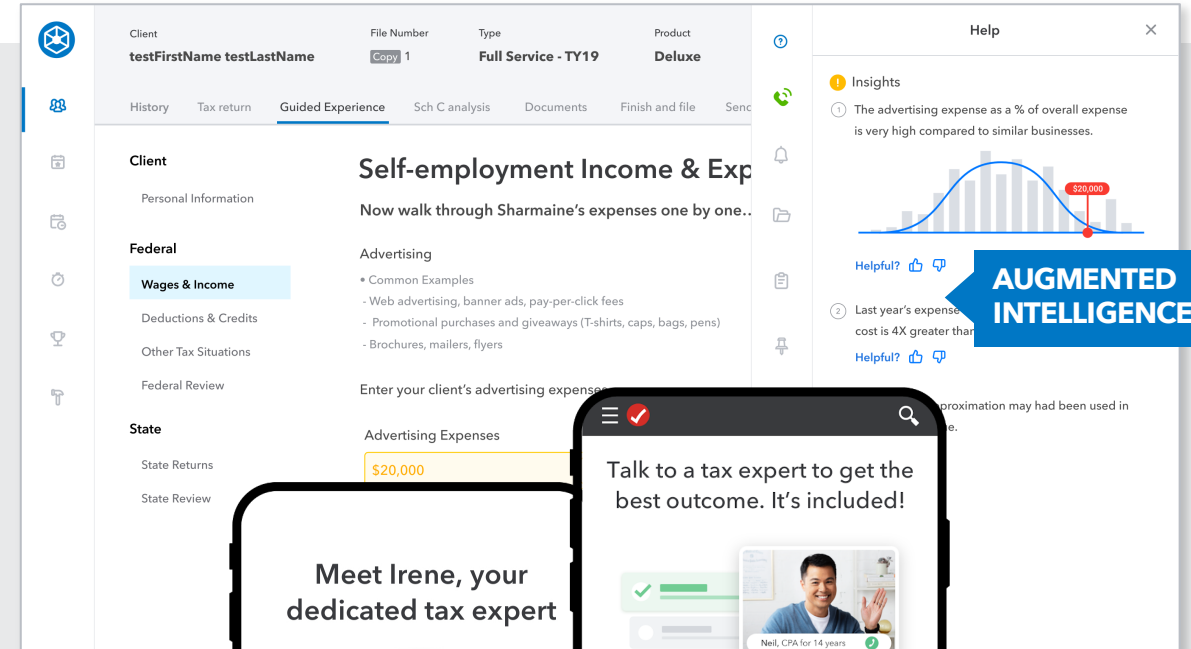 Client
testFirstName testLastName
File Number
Copy 1
Type
Full Service - TY19
Product
Deluxe
History
Tax return
Guided Experience
Sch C analysis
Documents
Finish and file
Client
Personal Information
Federal
Wages & Income
Deductions & Credits
Other Tax Situations
Federal Review
State
State Returns
State Review
Self-employment Income & Exp
Now walk through Sharmaine's expenses one by one..
Advertising
• Common Examples
- Web advertising, banner ads, pay-per-click fees
- Promotional purchases and giveaways (T-shirts, caps, bags, pens)
- Brochures, mailers, flyers
Enter your client's advertising expenses
Advertising Expenses
$20,000
Help
Insights
1 The advertising expense as a % of overall expense
is very high compared to similar businesses.
$20,000
Helpful?
2 Last year's expense
cost is 4X greater than
Helpful?
may had been used in
AUGMENTED
INTELLIGENCE
Meet Irene, your
dedicated tax expert
Talk to a tax expert to get the
best outcome. It's included!
Neil, CPA for 14 years